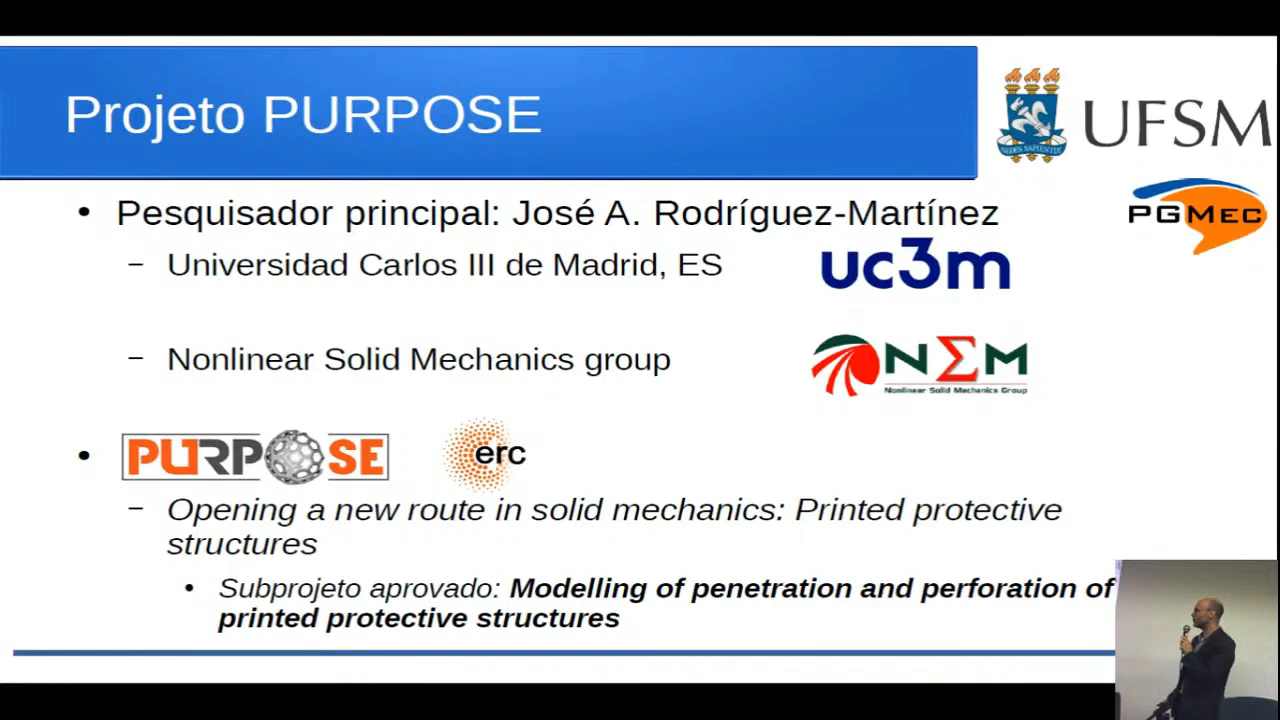 Projeto PURPOSE
SEDES SAPIENTIAE
UFSM
PGMEC
• Pesquisador principal: José A. Rodríguez-Martínez
– Universidad Carlos III de Madrid, ES
uc3m
– Nonlinear Solid Mechanics group
NΣM
Nonlinear Solid Mechanics Group
• PURPOSE
erc
– Opening a new route in solid mechanics: Printed protective
structures
• Subprojeto aprovado: Modelling of penetration and perforation of
printed protective structures